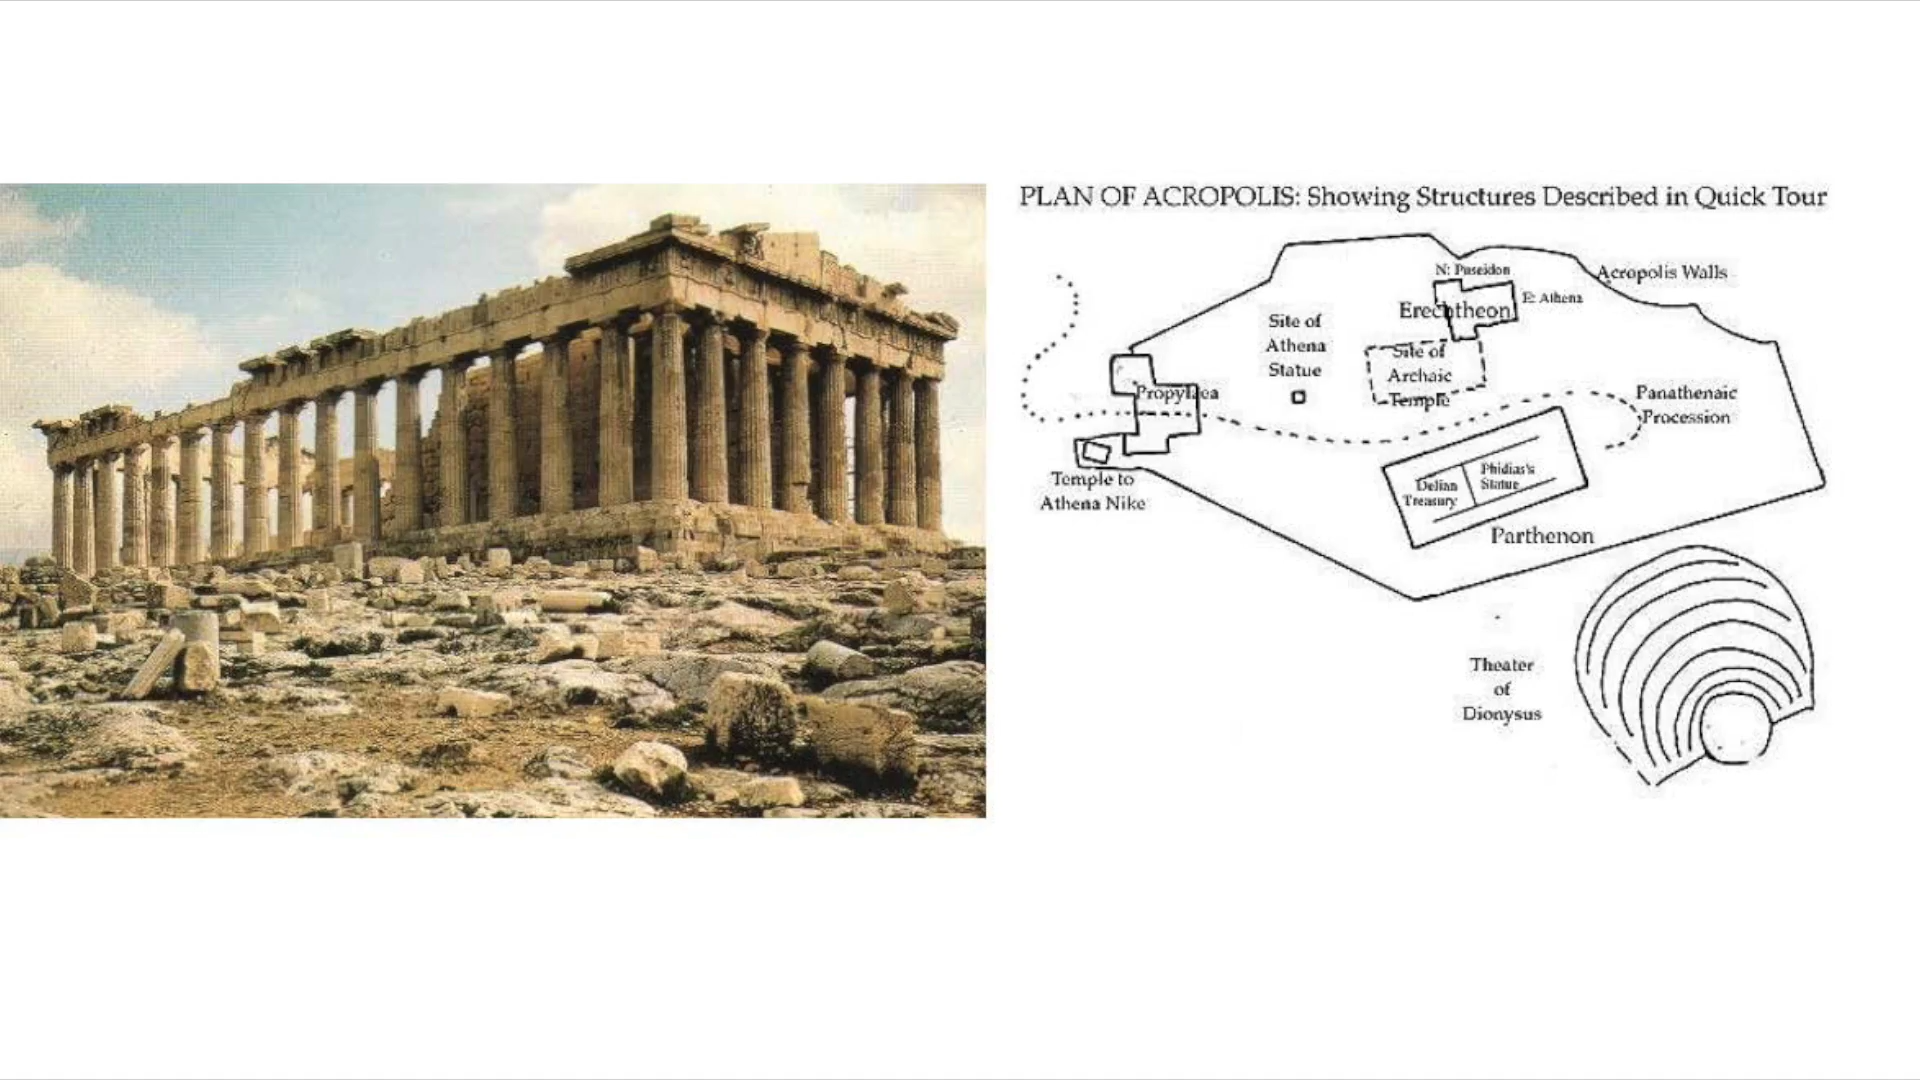 PLAN OF ACROPOLIS: Showing Structures Described in Quick Tour
N: Poseidon
Acropolis Walls
E: Athena
Erechtheon
Site of
Athena
Statue
Site of
Archaic
Temple
Propylaea
Panathenaic
Procession
Phidias's
Statue
Delian
Treasury
Temple to
Athena Nike
Parthenon
Theater
of
Dionysus